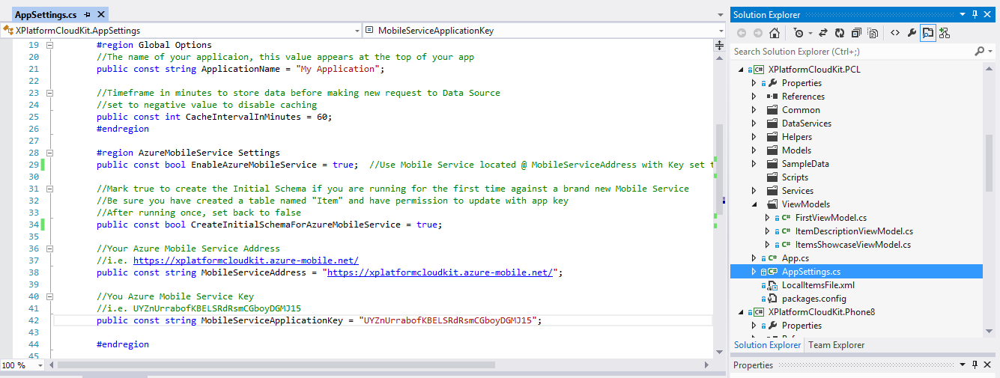 AppSettings.cs
XPlatformCloudKit.AppSettings
MobileServiceApplicationKey
19 #region Global Options
20 //The name of your applicaion, this value appears at the top of your app
21 public const string ApplicationName = "My Application";
22
23 //Timeframe in minutes to store data before making new request to Data Source
24 //set to negative value to disable caching
25 public const int CacheIntervalInMinutes = 60;
26 #endregion
27
28 #region AzureMobileService Settings
29 public const bool EnableAzureMobileService = true;  //Use Mobile Service located @ MobileServiceAddress with Key set t
30
31 //Mark true to create the Initial Schema if you are running for the first time against a brand new Mobile Service
32 //Be sure you have created a table named "Item" and have permission to update with app key
33 //After running once, set back to false
34 public const bool CreateInitialSchemaForAzureMobileService = true;
35
36 //Your Azure Mobile Service Address
37 //i.e. https://xplatformcloudkit.azure-mobile.net/
38 public const string MobileServiceAddress = "https://xplatformcloudkit.azure-mobile.net/";
39
40 //You Azure Mobile Service Key
41 //i.e. UYZnUrrabofKBELSRdRsmCGboyDGMJ15
42 public const string MobileServiceApplicationKey = "UYZnUrrabofKBELSRdRsmCGboyDGMJ15";
43
44 #endregion
45
100 %
Solution Explorer
Search Solution Explorer (Ctrl+;)
C# XPlatformCloudKit.PCL
Properties
References
Common
DataServices
Helpers
Models
SampleData
Scripts
Services
ViewModels
C# FirstViewModel.cs
C# ItemDescriptionViewModel.cs
C# ItemsShowcaseViewModel.cs
C# App.cs
C# AppSettings.cs
LocalItemsFile.xml
packages.config
C# XPlatformCloudKit.Phone8
Properties
Solution Explorer
Team Explorer
Properties